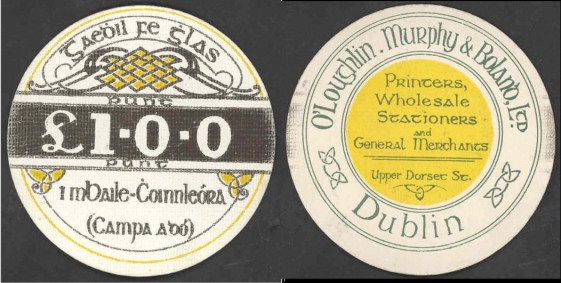 Gaeḋil fe Ġlas
punt
£1-0-0
punt
i mBaile-Ċoinnleóra
(Campa a dó)
O'Loughlin. Murphy & Boland, Ltd
Printers,
Wholesale
Stationers
and
General Merchants
Upper Dorset St.
Dublin